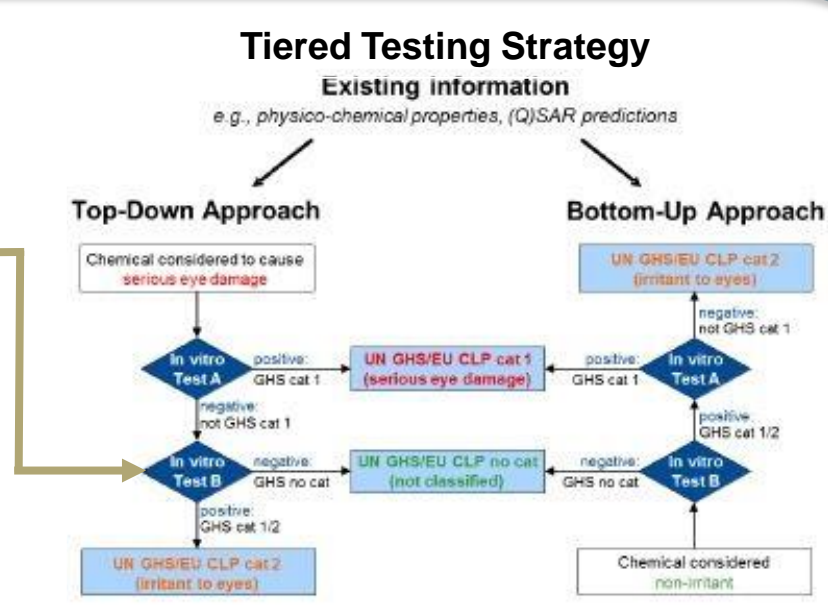 Tiered Testing Strategy
Existing information
e.g., physico-chemical properties, (Q)SAR predictions
Top-Down Approach
Bottom-Up Approach
Chemical considered to cause
serious eye damage
UN GHS/EU CLP cat 2
(irritant to eyes)
negative:
not GHS cat 1
In vitro
Test A
positive:
GHS cat 1
UN GHS/EU CLP cat 1
(serious eye damage)
positive:
GHS cat 1
In vitro
Test A
negative:
not GHS cat 1
positive:
GHS cat 1/2
In vitro
Test B
negative:
GHS no cat
UN GHS/EU CLP no cat
(not classified)
negative:
GHS no cat
In vitro
Test B
positive:
GHS cat 1/2
UN GHS/EU CLP cat 2
(irritant to eyes)
Chemical considered
non-irritant